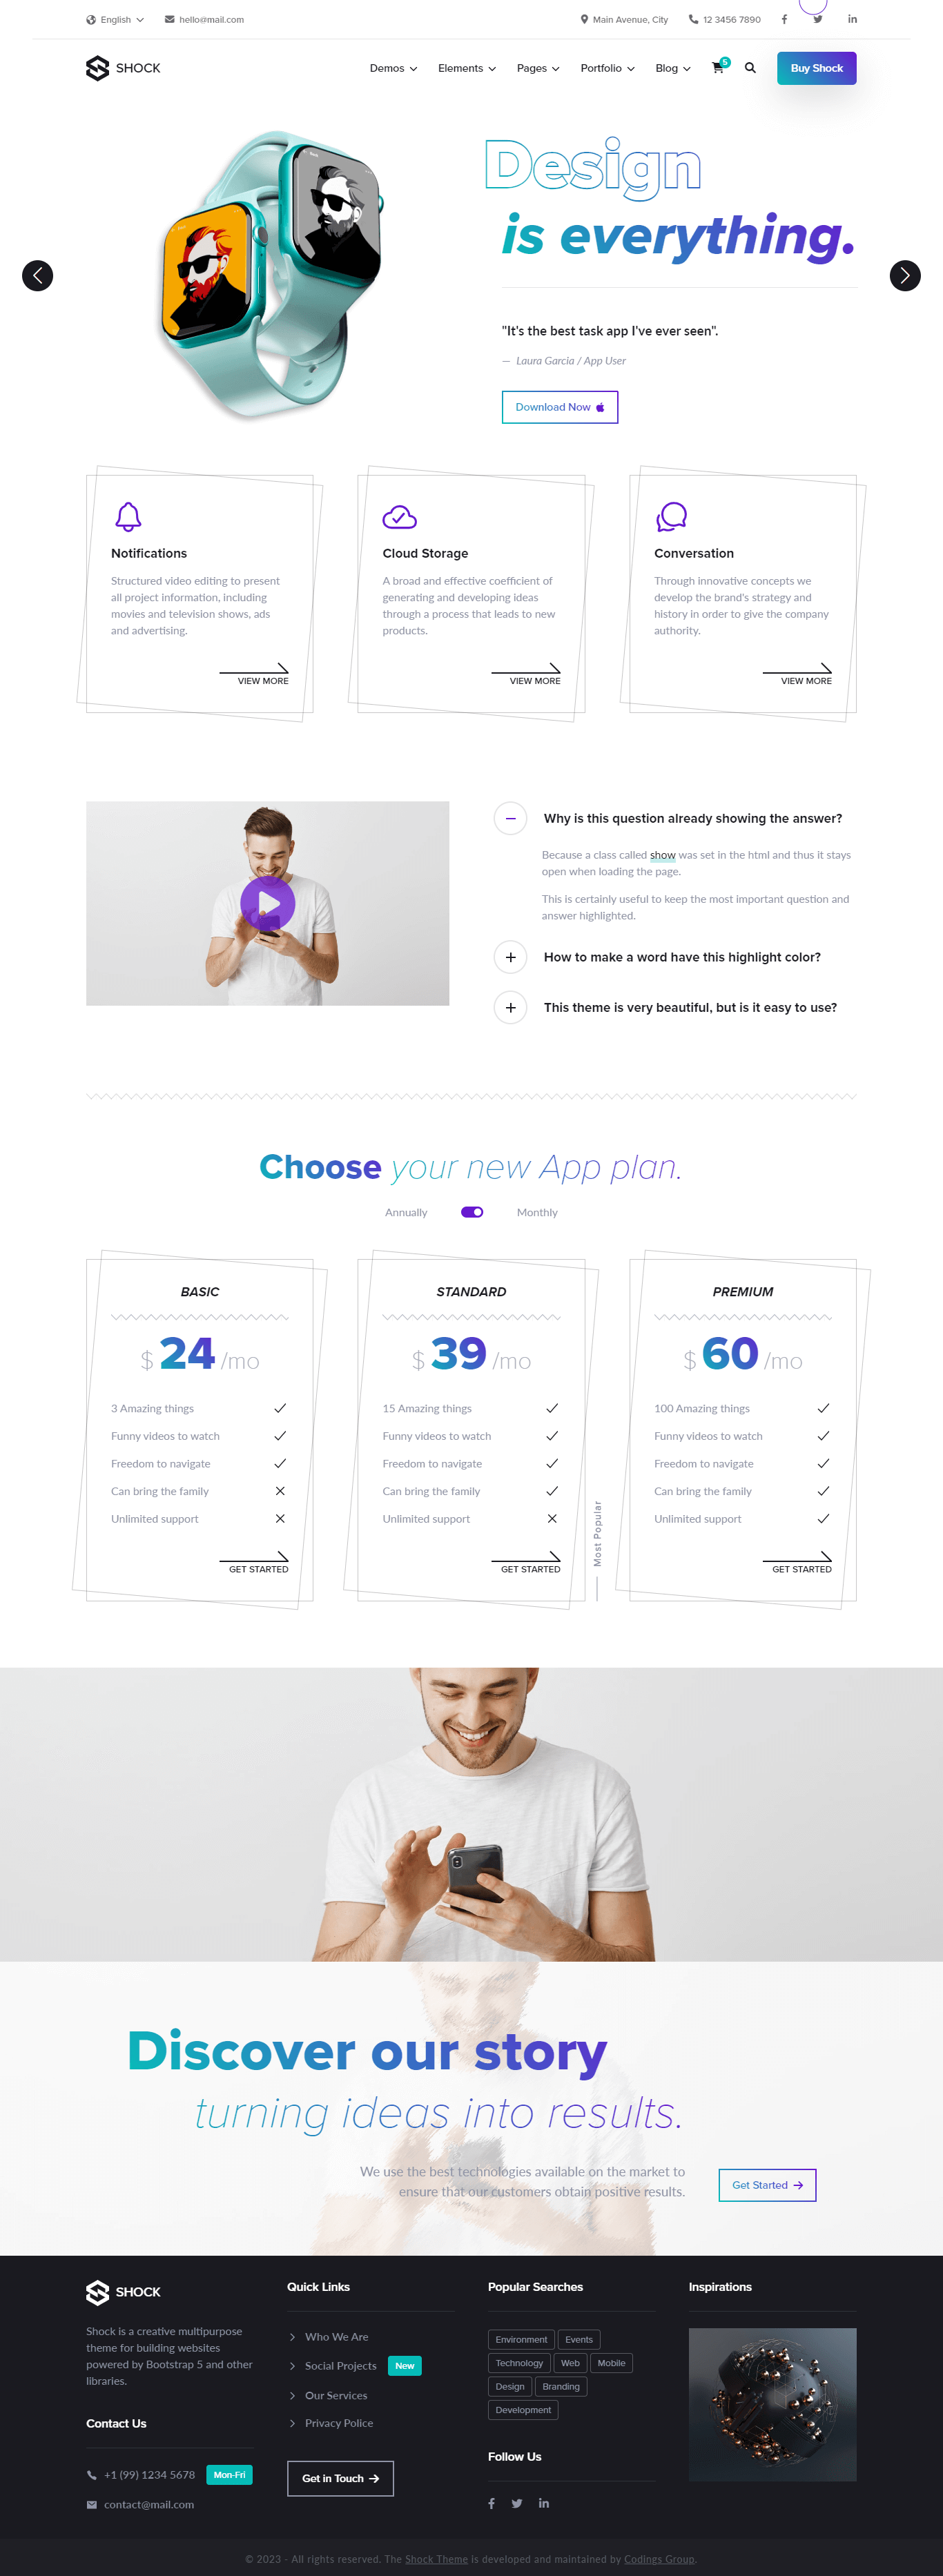 English
hello@mail.com
Main Avenue, City
12 3456 7890
SHOCK
Demos
Elements
Pages
Portfolio
Blog
5
Buy Shock
Design
is everything.
"It's the best task app I've ever seen".
— Laura Garcia / App User
Download Now
Notifications
Structured video editing to present
all project information, including
movies and television shows, ads
and advertising.
VIEW MORE
Cloud Storage
A broad and effective coefficient of
generating and developing ideas
through a process that leads to new
products.
VIEW MORE
Conversation
Through innovative concepts we
develop the brand's strategy and
history in order to give the company
authority.
VIEW MORE
Why is this question already showing the answer?
Because a class called show was set in the html and thus it stays
open when loading the page.
This is certainly useful to keep the most important question and
answer highlighted.
How to make a word have this highlight color?
This theme is very beautiful, but is it easy to use?
Choose your new App plan.
Annually
Monthly
BASIC
$ 24 /mo
3 Amazing things
Funny videos to watch
Freedom to navigate
Can bring the family
Unlimited support
GET STARTED
STANDARD
$ 39 /mo
15 Amazing things
Funny videos to watch
Freedom to navigate
Can bring the family
Unlimited support
GET STARTED
Most Popular
PREMIUM
$ 60 /mo
100 Amazing things
Funny videos to watch
Freedom to navigate
Can bring the family
Unlimited support
GET STARTED
Discover our story
turning ideas into results.
We use the best technologies available on the market to
ensure that our customers obtain positive results.
Get Started
SHOCK
Shock is a creative multipurpose
theme for building websites
powered by Bootstrap 5 and other
libraries.
Contact Us
+1 (99) 1234 5678
Mon-Fri
contact@mail.com
Quick Links
Who We Are
Social Projects
New
Our Services
Privacy Police
Get in Touch
Popular Searches
Environment
Events
Technology
Web
Mobile
Design
Branding
Development
Follow Us
Inspirations
© 2023 - All rights reserved. The Shock Theme is developed and maintained by Codings Group.